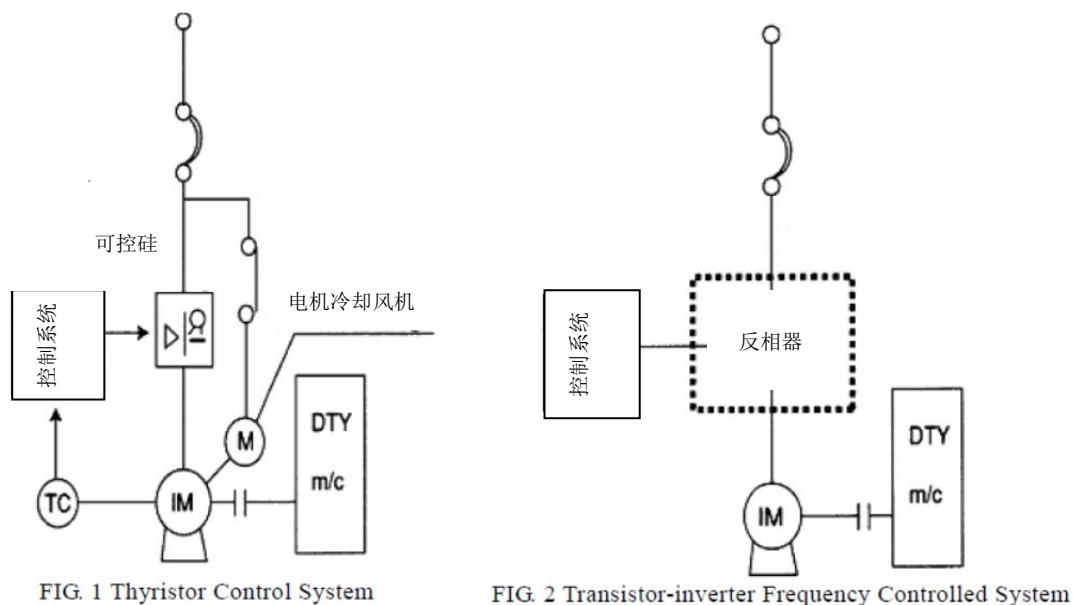 可控硅
控制系统
电机冷却风机
DTY
m/c
M
TC
IM
FIG. 1 Thyristor Control System
控制系统
反相器
DTY
m/c
IM
FIG. 2 Transistor-inverter Frequency Controlled System